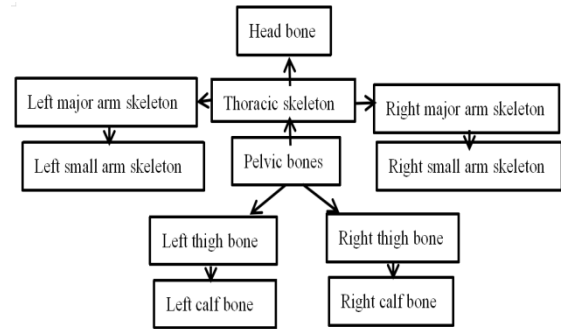 Head bone
Left major arm skeleton
Thoracic skeleton
Right major arm skeleton
Left small arm skeleton
Pelvic bones
Right small arm skeleton
Left thigh bone
Right thigh bone
Left calf bone
Right calf bone